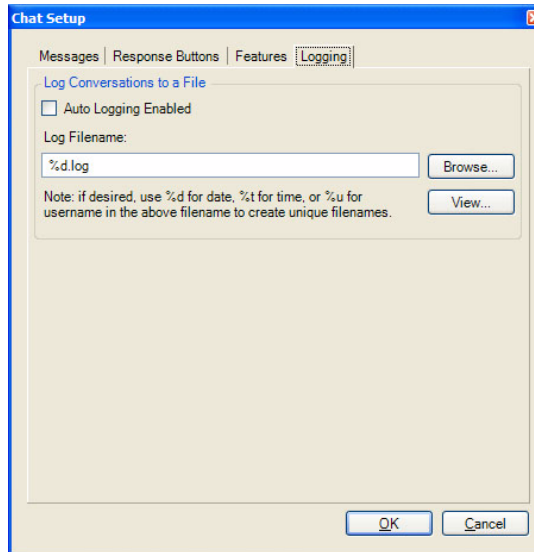 Chat Setup
Messages Response Buttons Features Logging
Log Conversations to a File
Auto Logging Enabled
Log Filename:
%d.log Browse...
Note: if desired, use %d for date, %t for time, or %u for View...
username in the above filename to create unique filenames.
OK Cancel